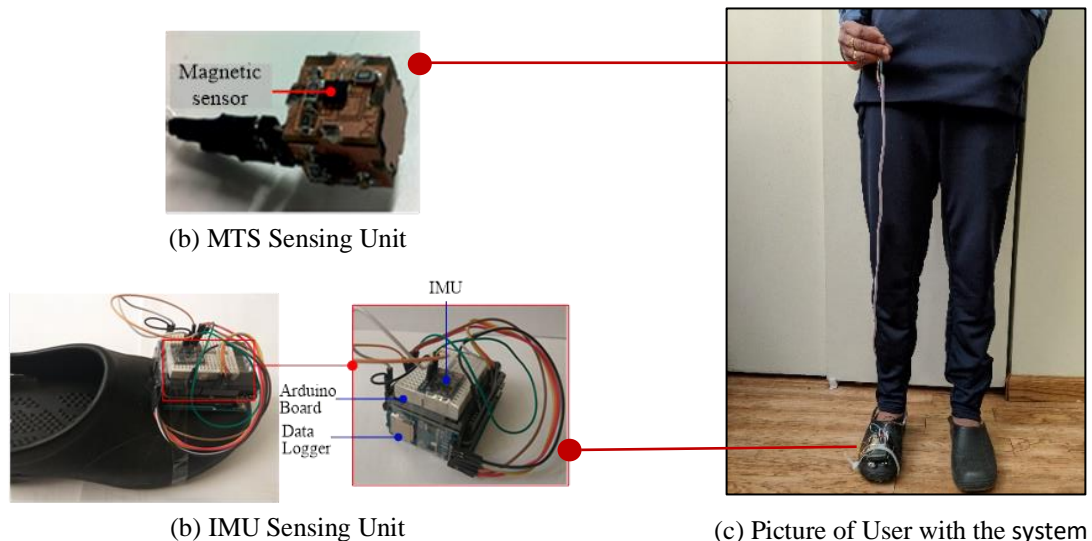 Magnetic
sensor
(b) MTS Sensing Unit
IMU
Arduino
Board
Data
Logger
(b) IMU Sensing Unit
(c) Picture of User with the system